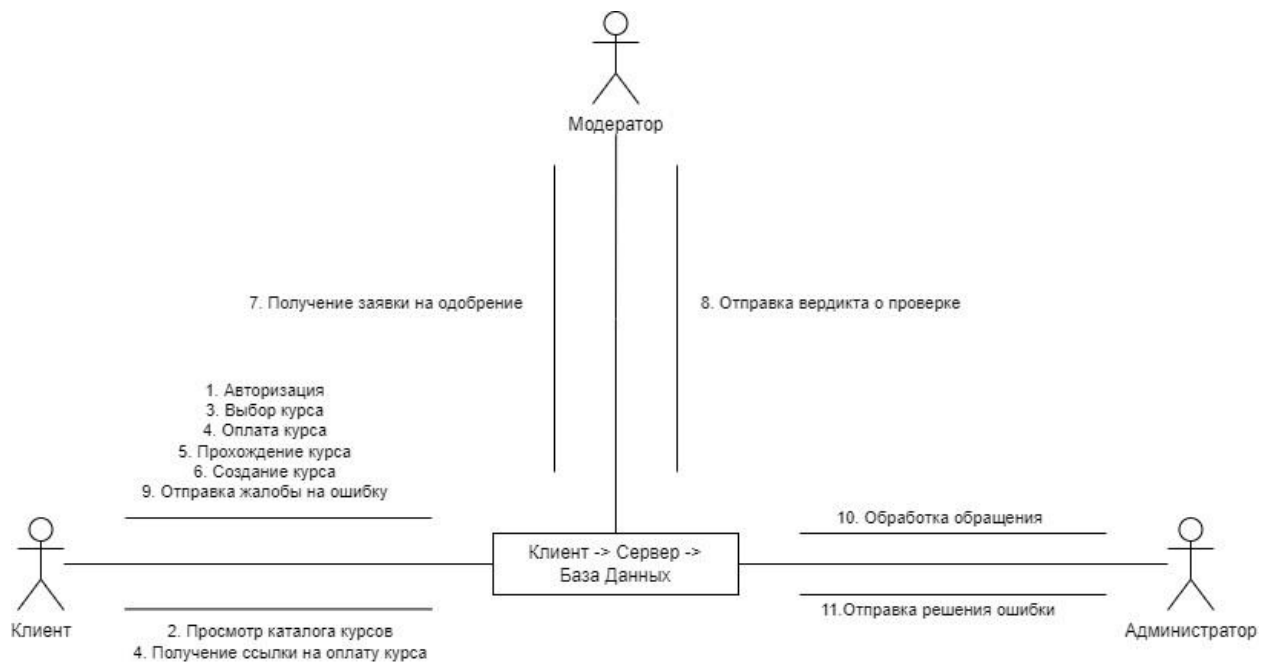 Модератор
7. Получение заявки на одобрение
8. Отправка вердикта о проверке
1. Авторизация
3. Выбор курса
4. Оплата курса
5. Прохождение курса
6. Создание курса
9. Отправка жалобы на ошибку
10. Обработка обращения
Клиент -> Сервер ->
База Данных
11.Отправка решения ошибки
Клиент
2. Просмотр каталога курсов
4. Получение ссылки на оплату курса
Администратор